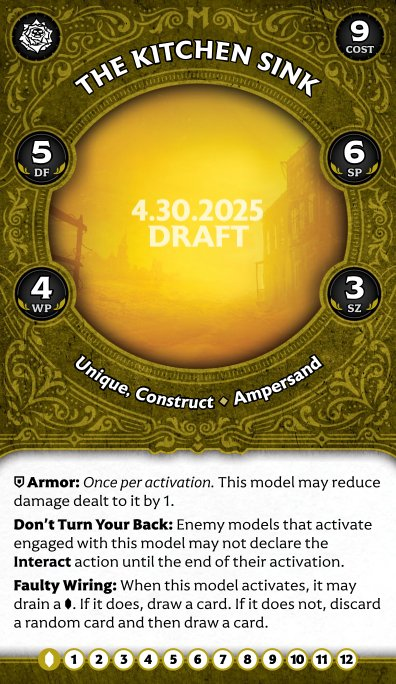 THE KITCHEN SINK
9
COST
5
DF
6
SP
4.30.2025
DRAFT
4
WP
3
SZ
Unique, Construct ⬥ Ampersand
Armor: Once per activation. This model may reduce
damage dealt to it by 1.
Don't Turn Your Back: Enemy models that activate
engaged with this model may not declare the
Interact action until the end of their activation.
Faulty Wiring: When this model activates, it may
drain a ⬮. If it does, draw a card. If it does not, discard
a random card and then draw a card.
1 2 3 4 5 6 7 8 9 10 11 12